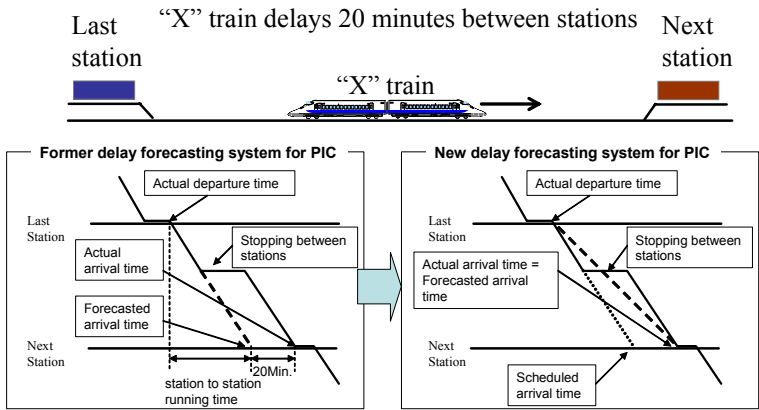 “X” train delays 20 minutes between stations
Last
station
Next
station
“X” train
Former delay forecasting system for PIC
Actual departure time
Last
Station
Stopping between
stations
Actual
arrival time
Forecasted
arrival time
Next
Station
20Min.
station to station
running time
New delay forecasting system for PIC
Actual departure time
Last
Station
Stopping between
stations
Actual arrival time =
Forecasted arrival
time
Next
Station
Scheduled
arrival time